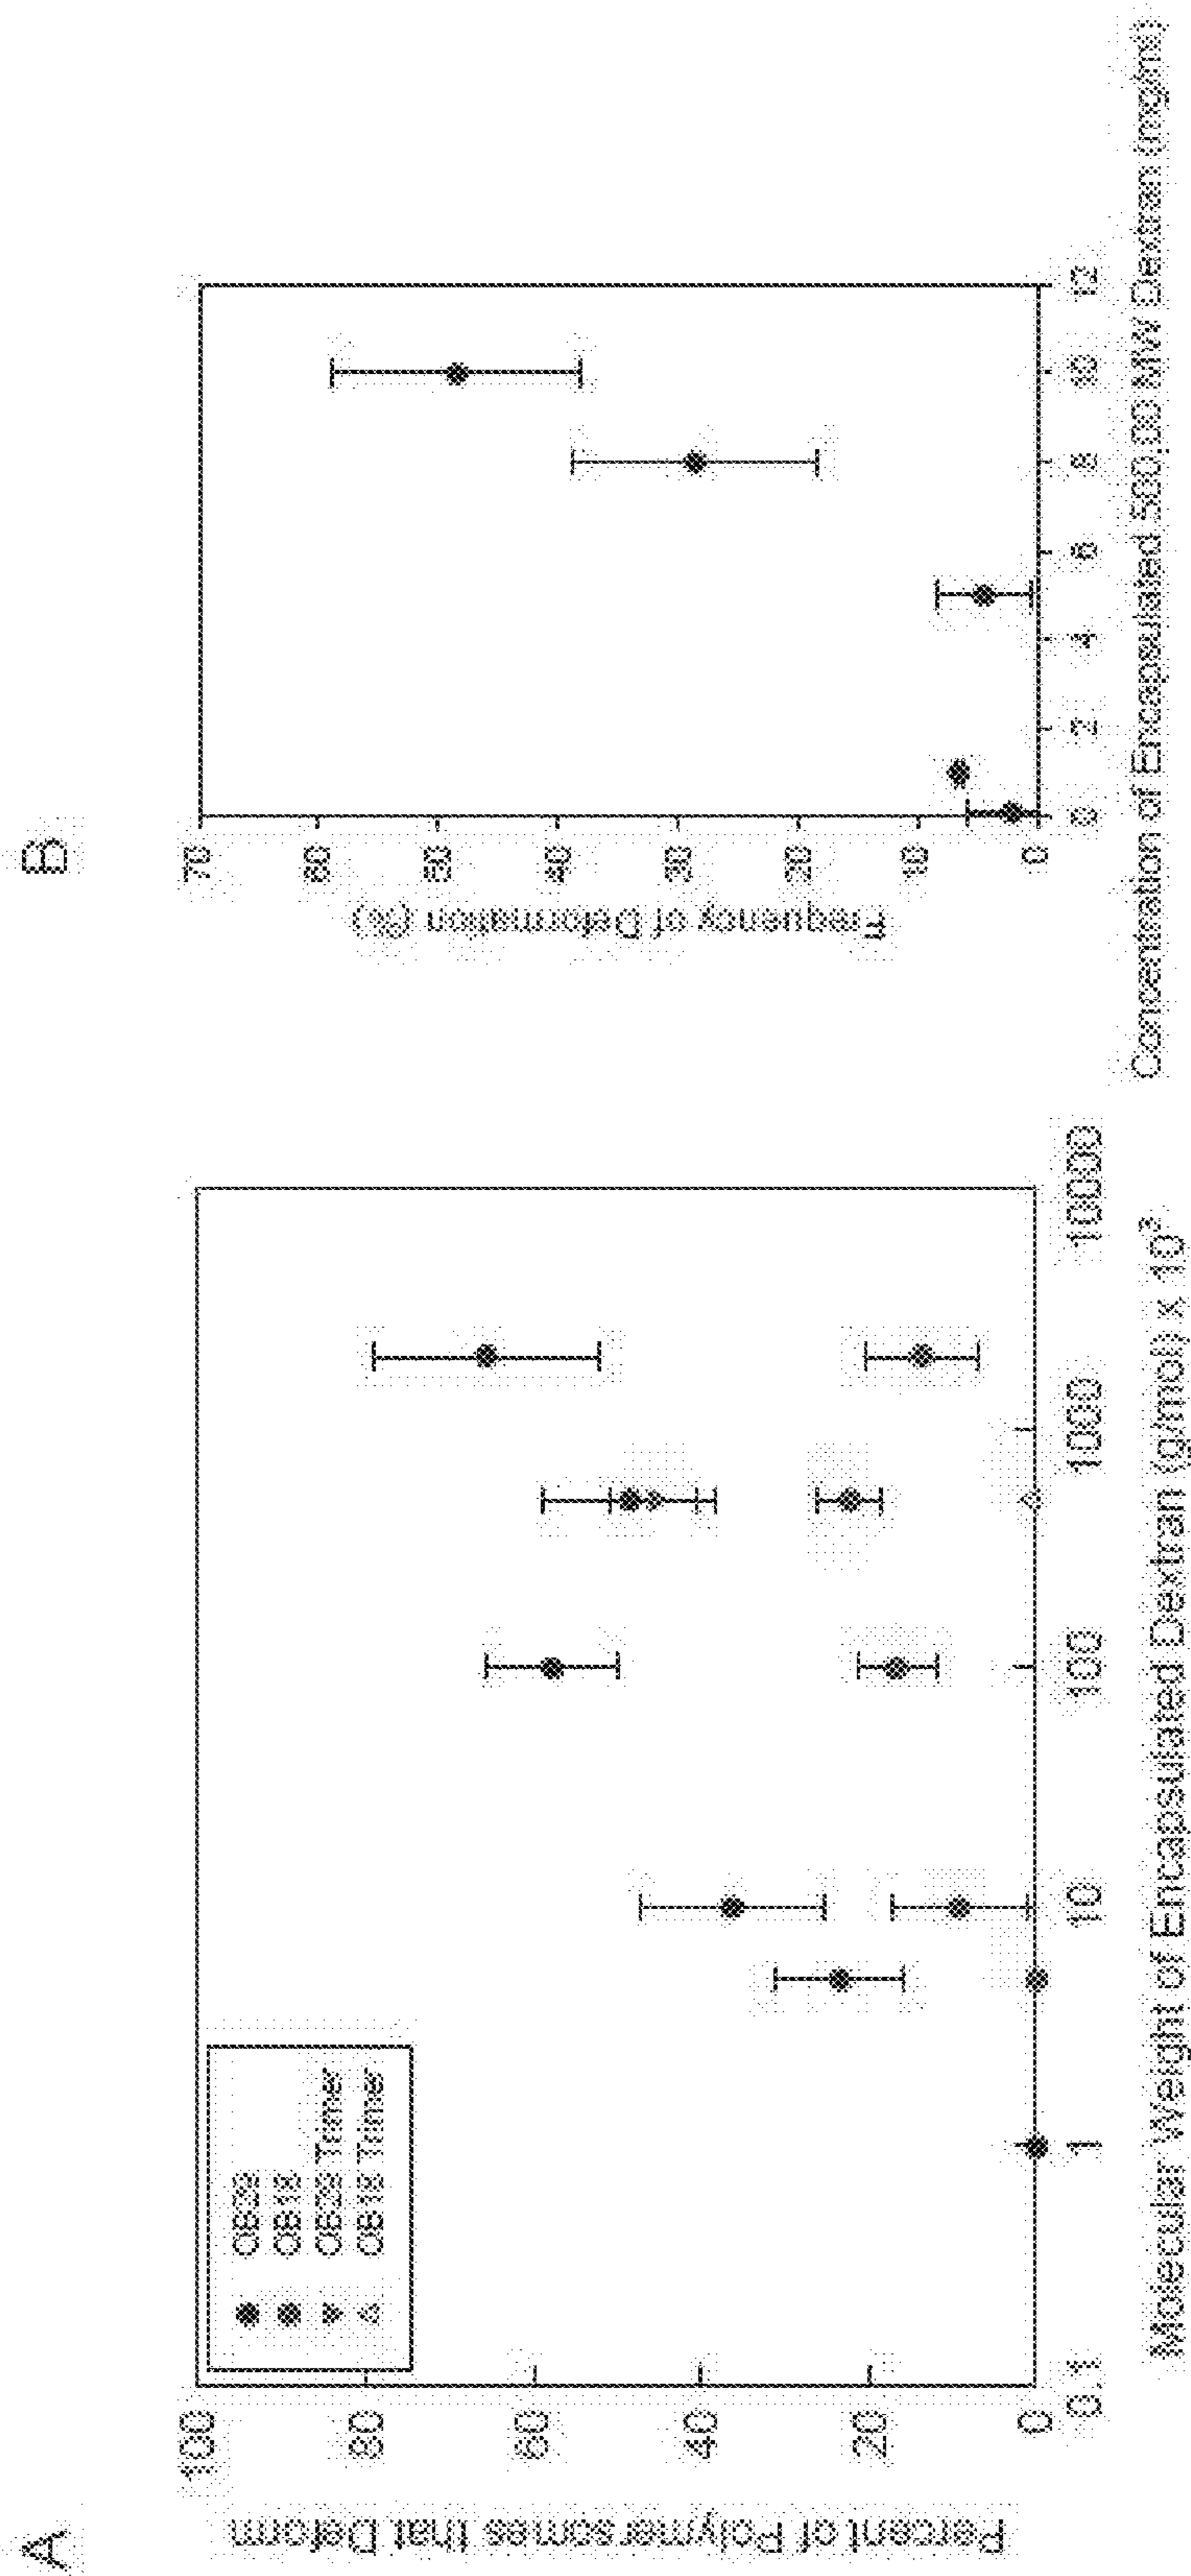 A
Percent of Polymersomes that Deform
100
80
60
40
20
0
OB29
OB18
OB29 Trimer
OB18 Trimer
0.1
1
10
100
1000
10000
Molecular Weight of Encapsulated Dextran (g/mol) x 10³
B
Frequency of Deformation (%)
70
60
50
40
30
20
10
0
0
2
4
6
8
10
12
Concentration of Encapsulated 500,00 MW Dextran (mg/ml)